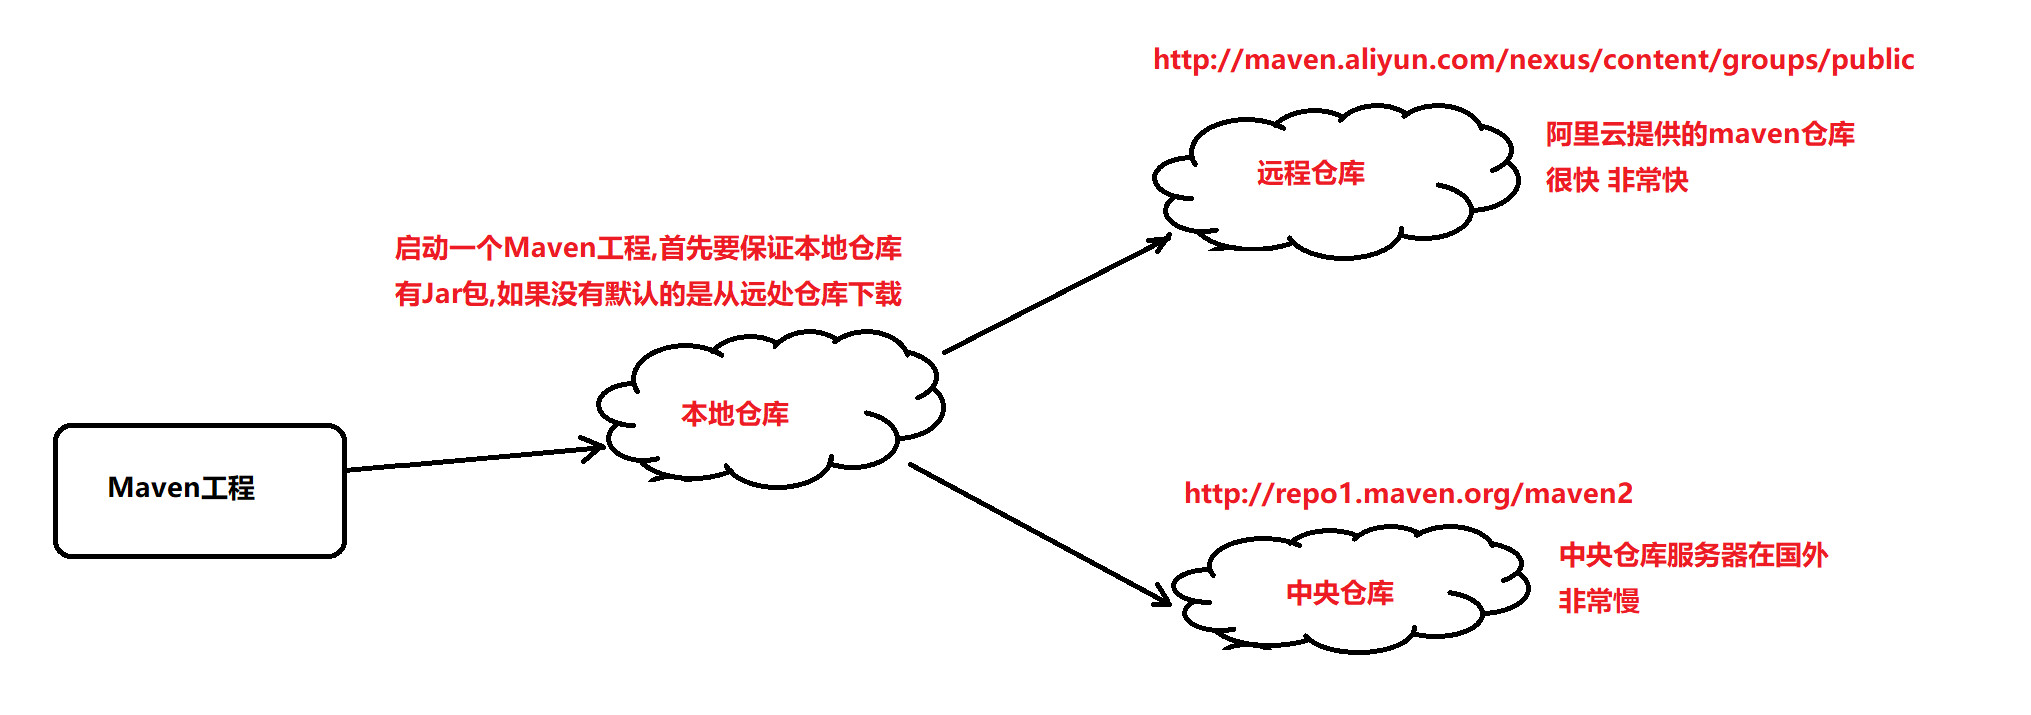 http://maven.aliyun.com/nexus/content/groups/public
阿里云提供的maven仓库
远程仓库
很快 非常快
启动一个Maven工程,首先要保证本地仓库
有Jar包,如果没有默认的是从远处仓库下载
本地仓库
Maven工程
http://repo1.maven.org/maven2
中央仓库服务器在国外
中央仓库
非常慢